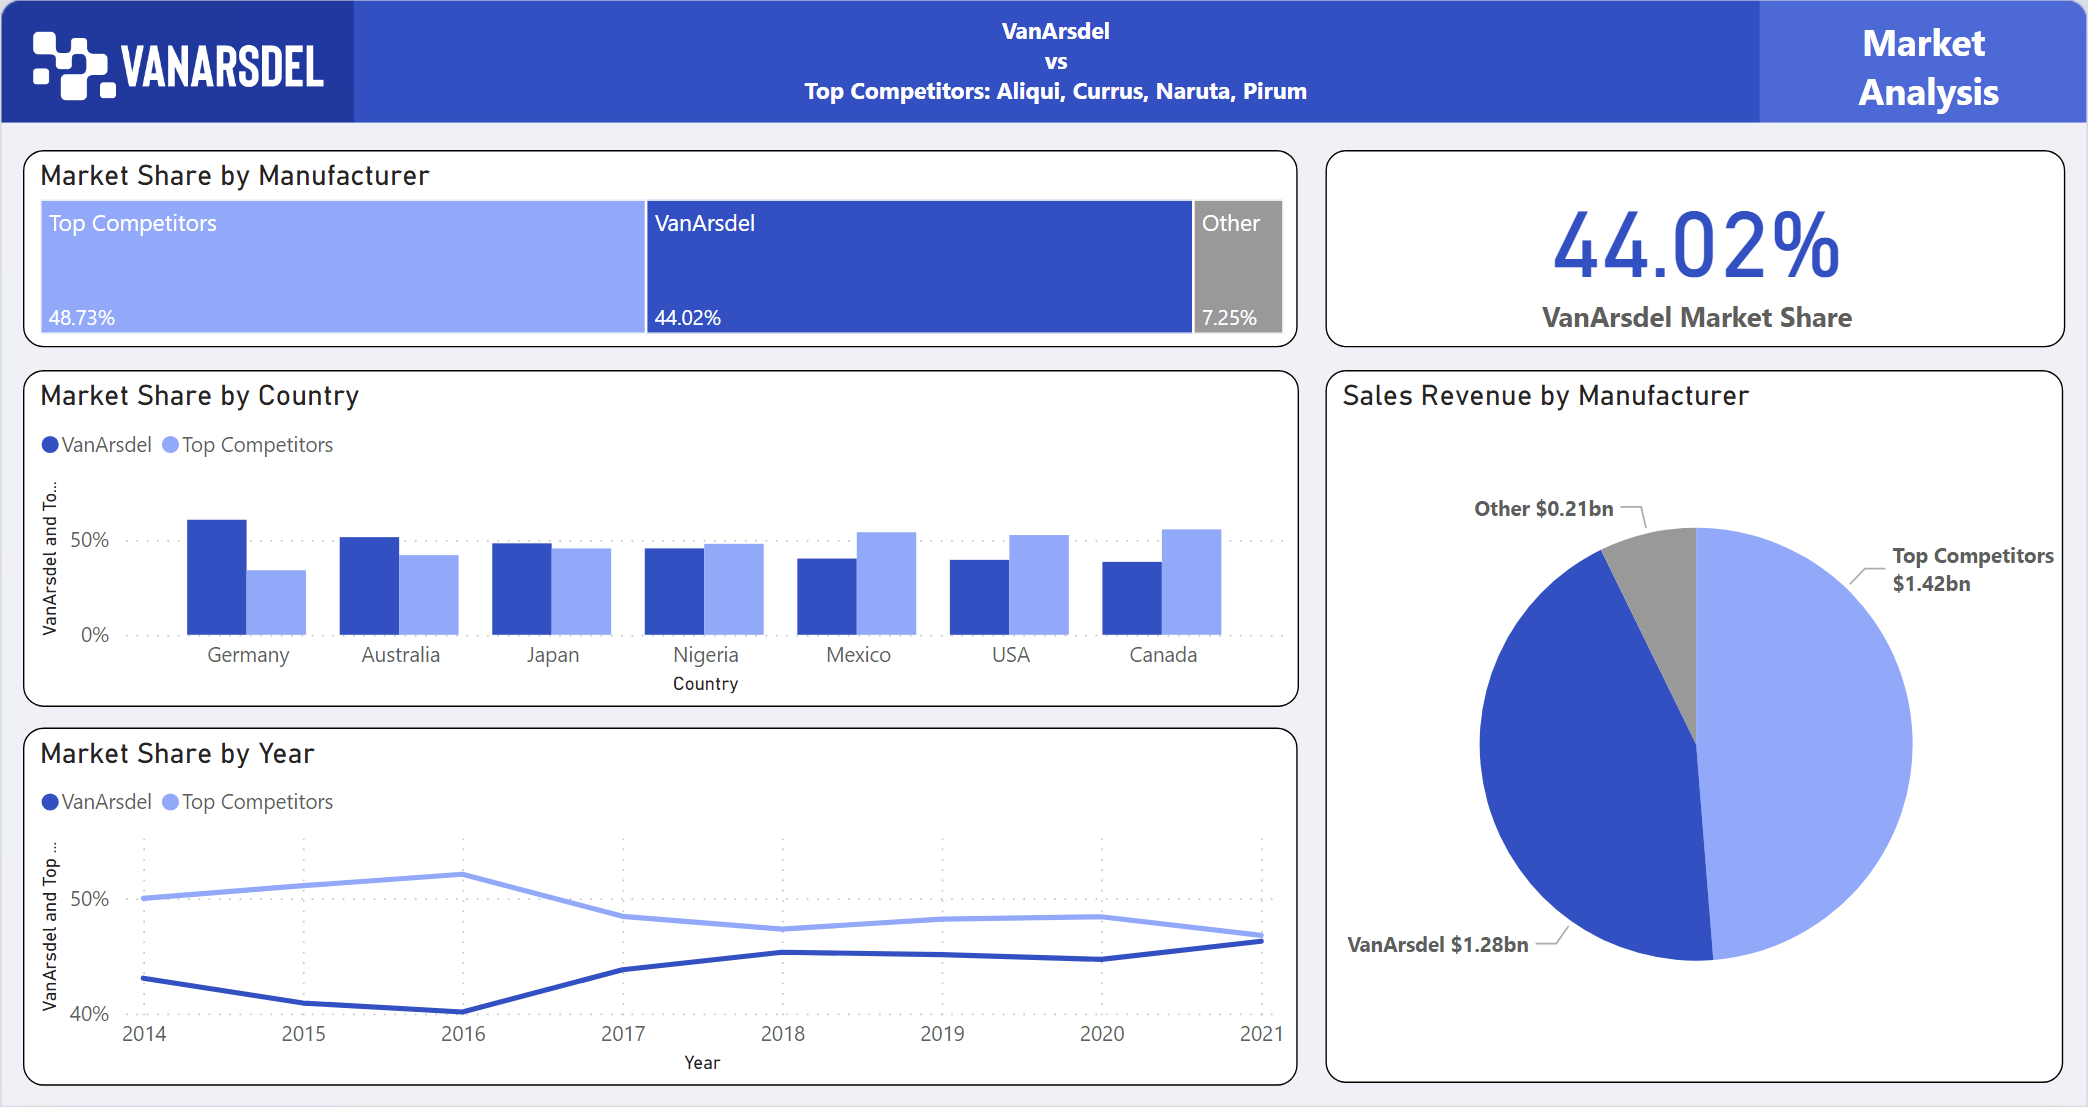 VANARSDEL
VanArsdel
vs
Top Competitors: Aliqui, Currus, Naruta, Pirum
Market
Analysis
Market Share by Manufacturer
Top Competitors
48.73%
VanArsdel
44.02%
Other
7.25%
44.02%
VanArsdel Market Share
Market Share by Country
VanArsdel Top Competitors
VanArsdel and To...
50%
0%
Germany Australia Japan Nigeria Mexico USA Canada
Country
Market Share by Year
VanArsdel Top Competitors
VanArsdel and Top ...
50%
40%
2014 2015 2016 2017 2018 2019 2020 2021
Year
Sales Revenue by Manufacturer
Other $0.21bn
Top Competitors
$1.42bn
VanArsdel $1.28bn